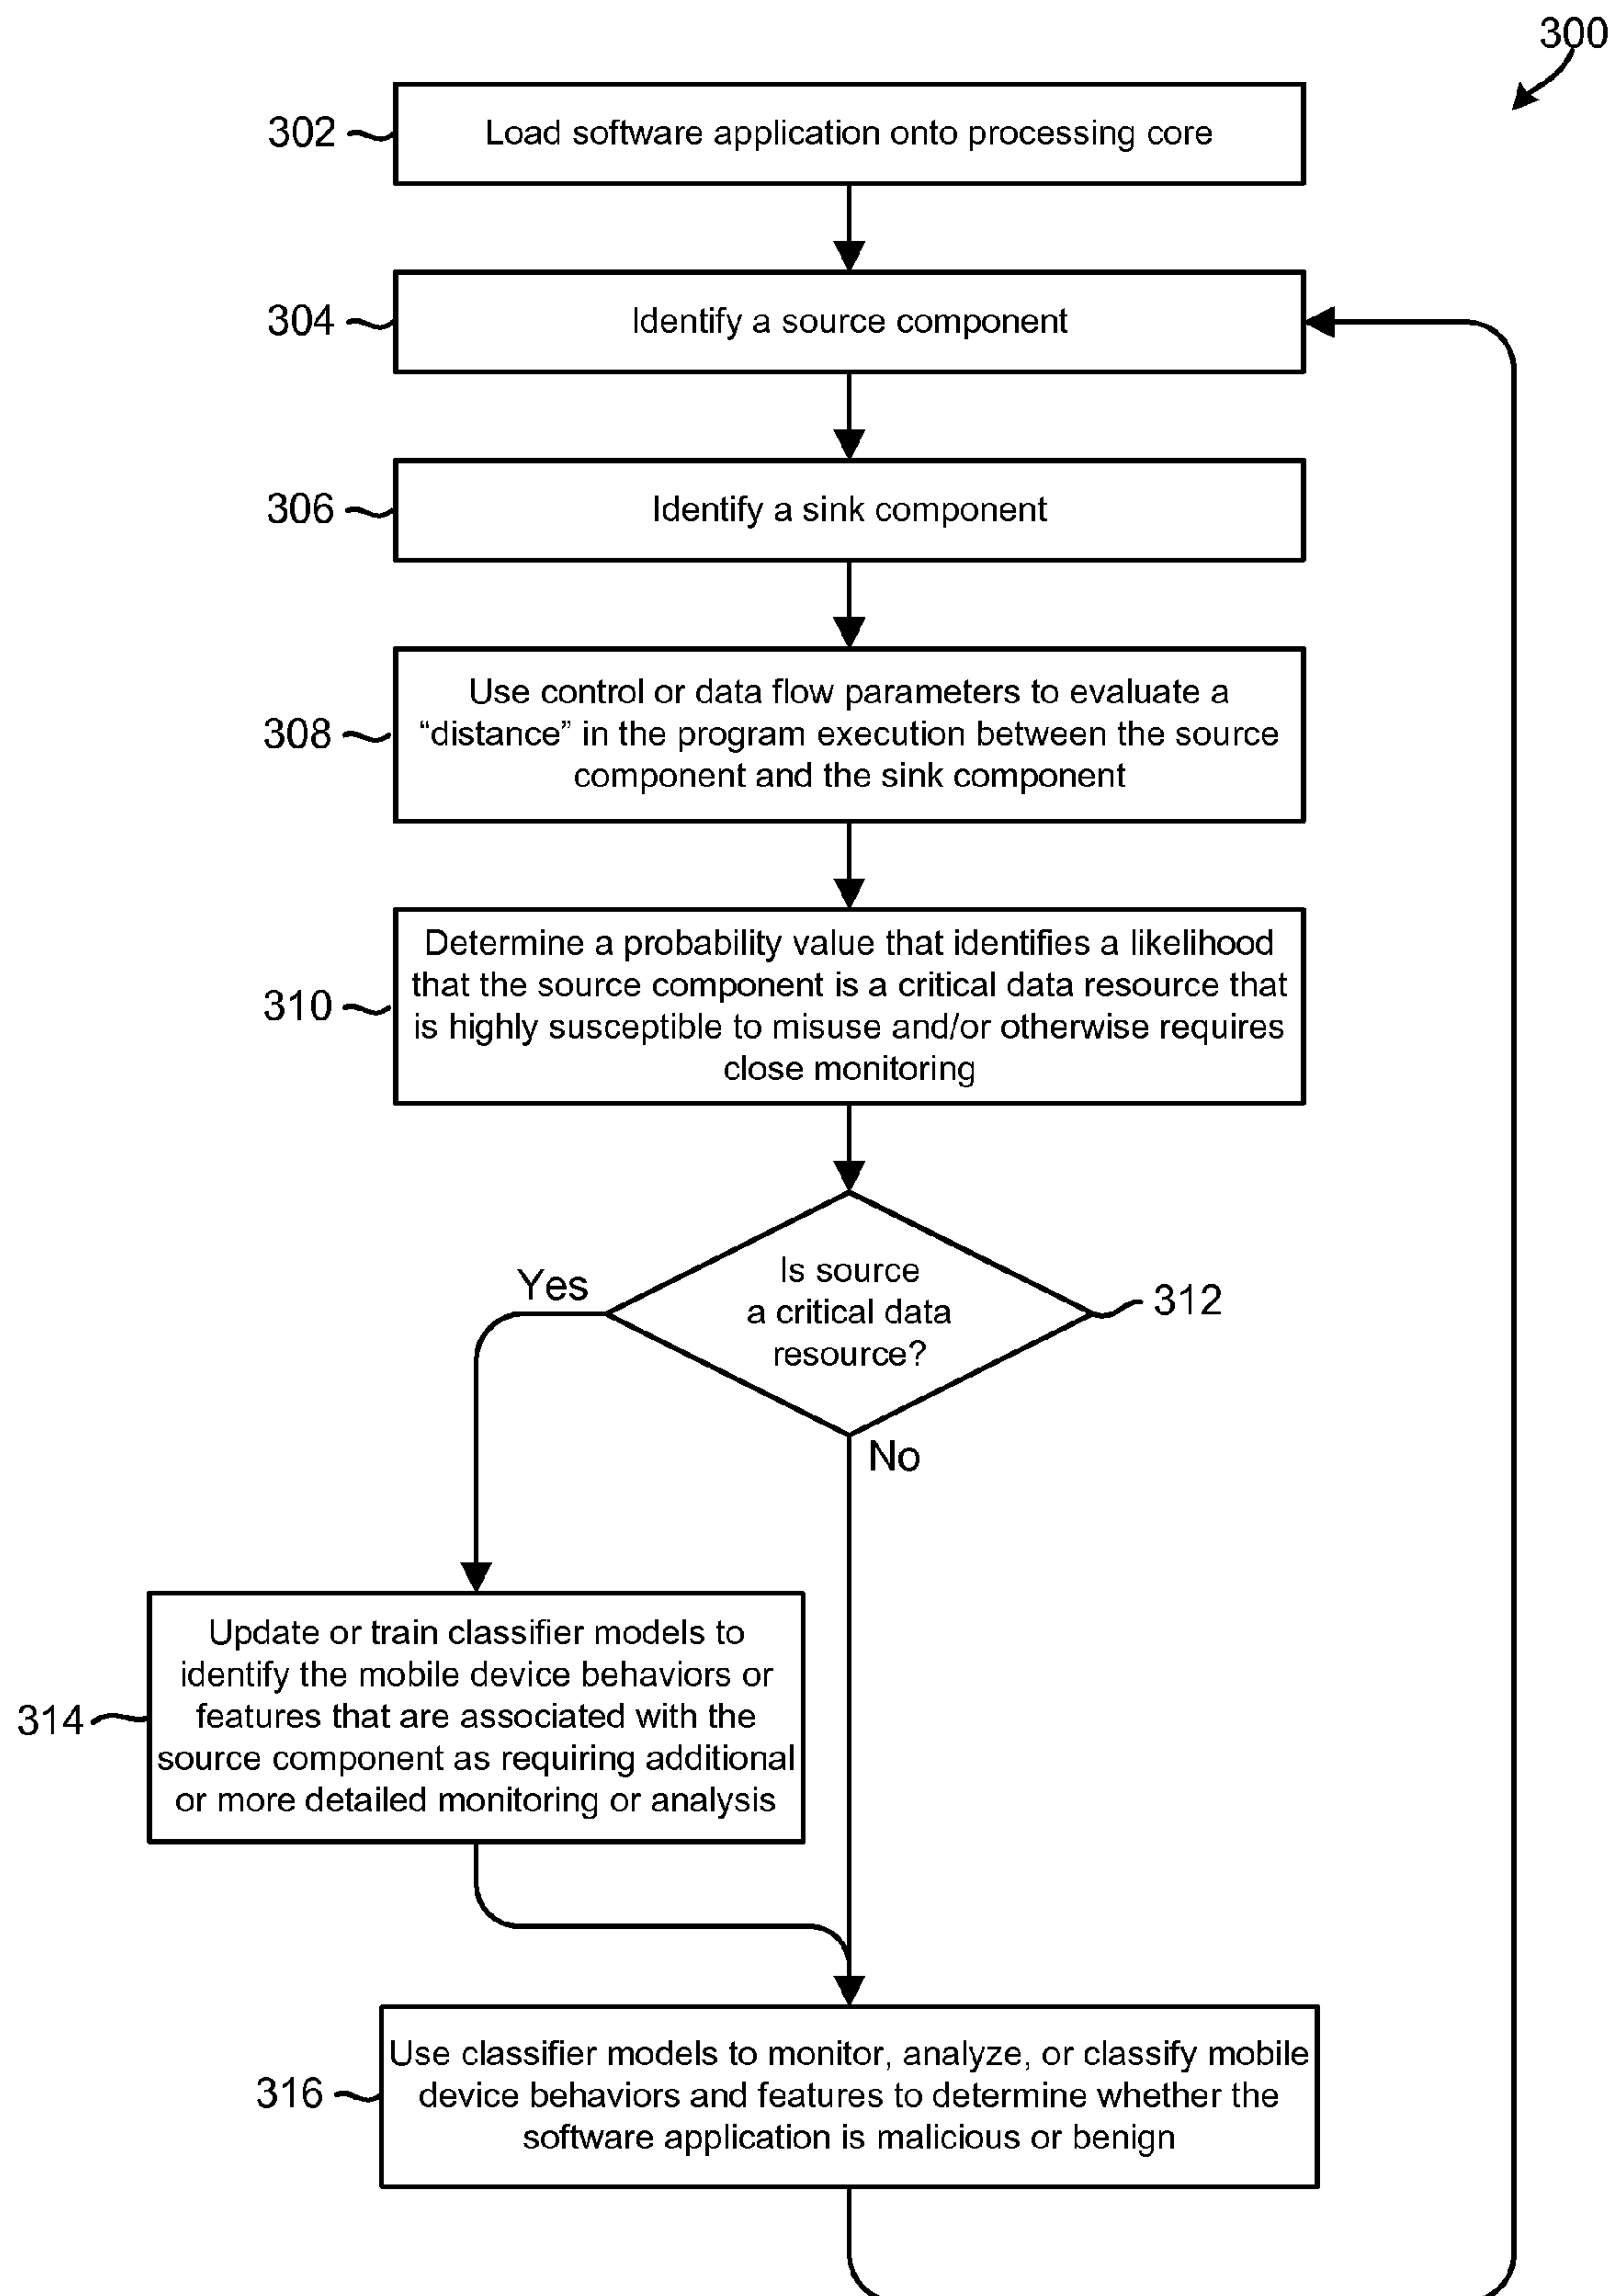 300
302
Load software application onto processing core
304
Identify a source component
306
Identify a sink component
308
Use control or data flow parameters to evaluate a
“distance” in the program execution between the source
component and the sink component
310
Determine a probability value that identifies a likelihood
that the source component is a critical data resource that
is highly susceptible to misuse and/or otherwise requires
close monitoring
312
Is source
a critical data
resource?
Yes
No
314
Update or train classifier models to
identify the mobile device behaviors or
features that are associated with the
source component as requiring additional
or more detailed monitoring or analysis
316
Use classifier models to monitor, analyze, or classify mobile
device behaviors and features to determine whether the
software application is malicious or benign